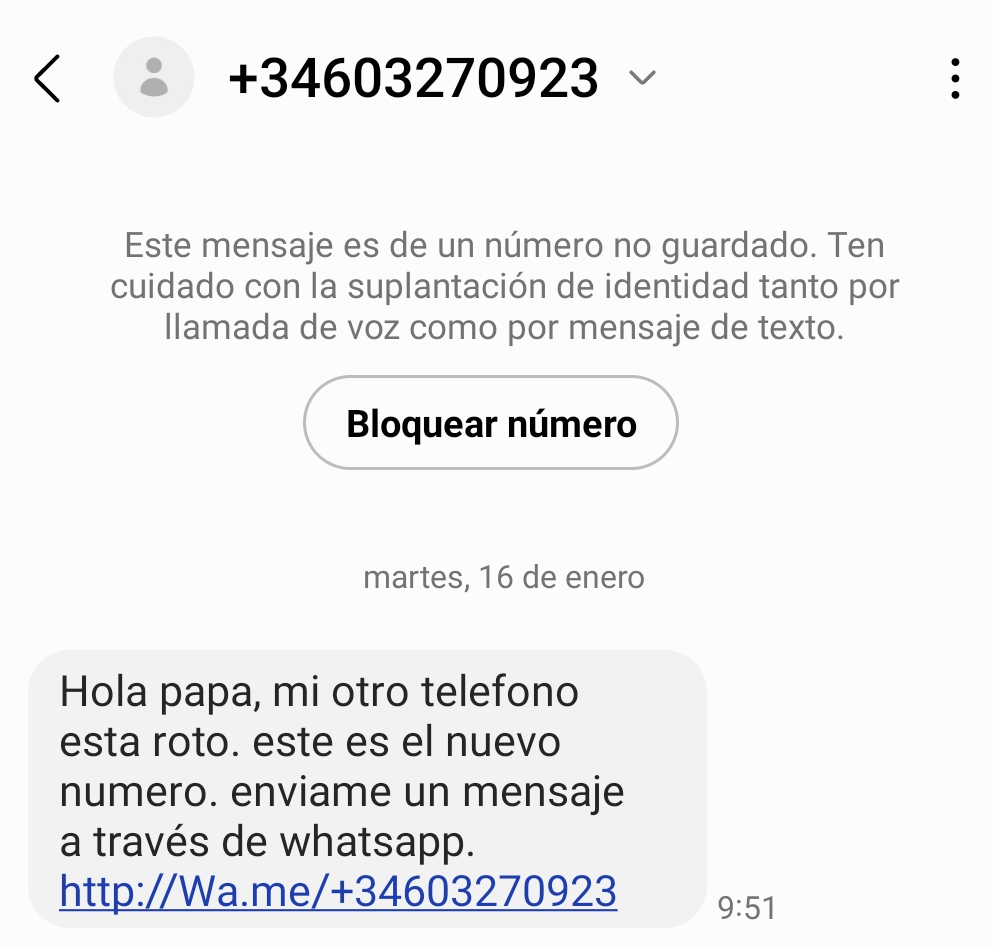 +34603270923
Este mensaje es de un número no guardado. Ten
cuidado con la suplantación de identidad tanto por
llamada de voz como por mensaje de texto.
Bloquear número
martes, 16 de enero
Hola papa, mi otro telefono
esta roto. este es el nuevo
numero. enviame un mensaje
a través de whatsapp.
http://Wa.me/+34603270923
9:51